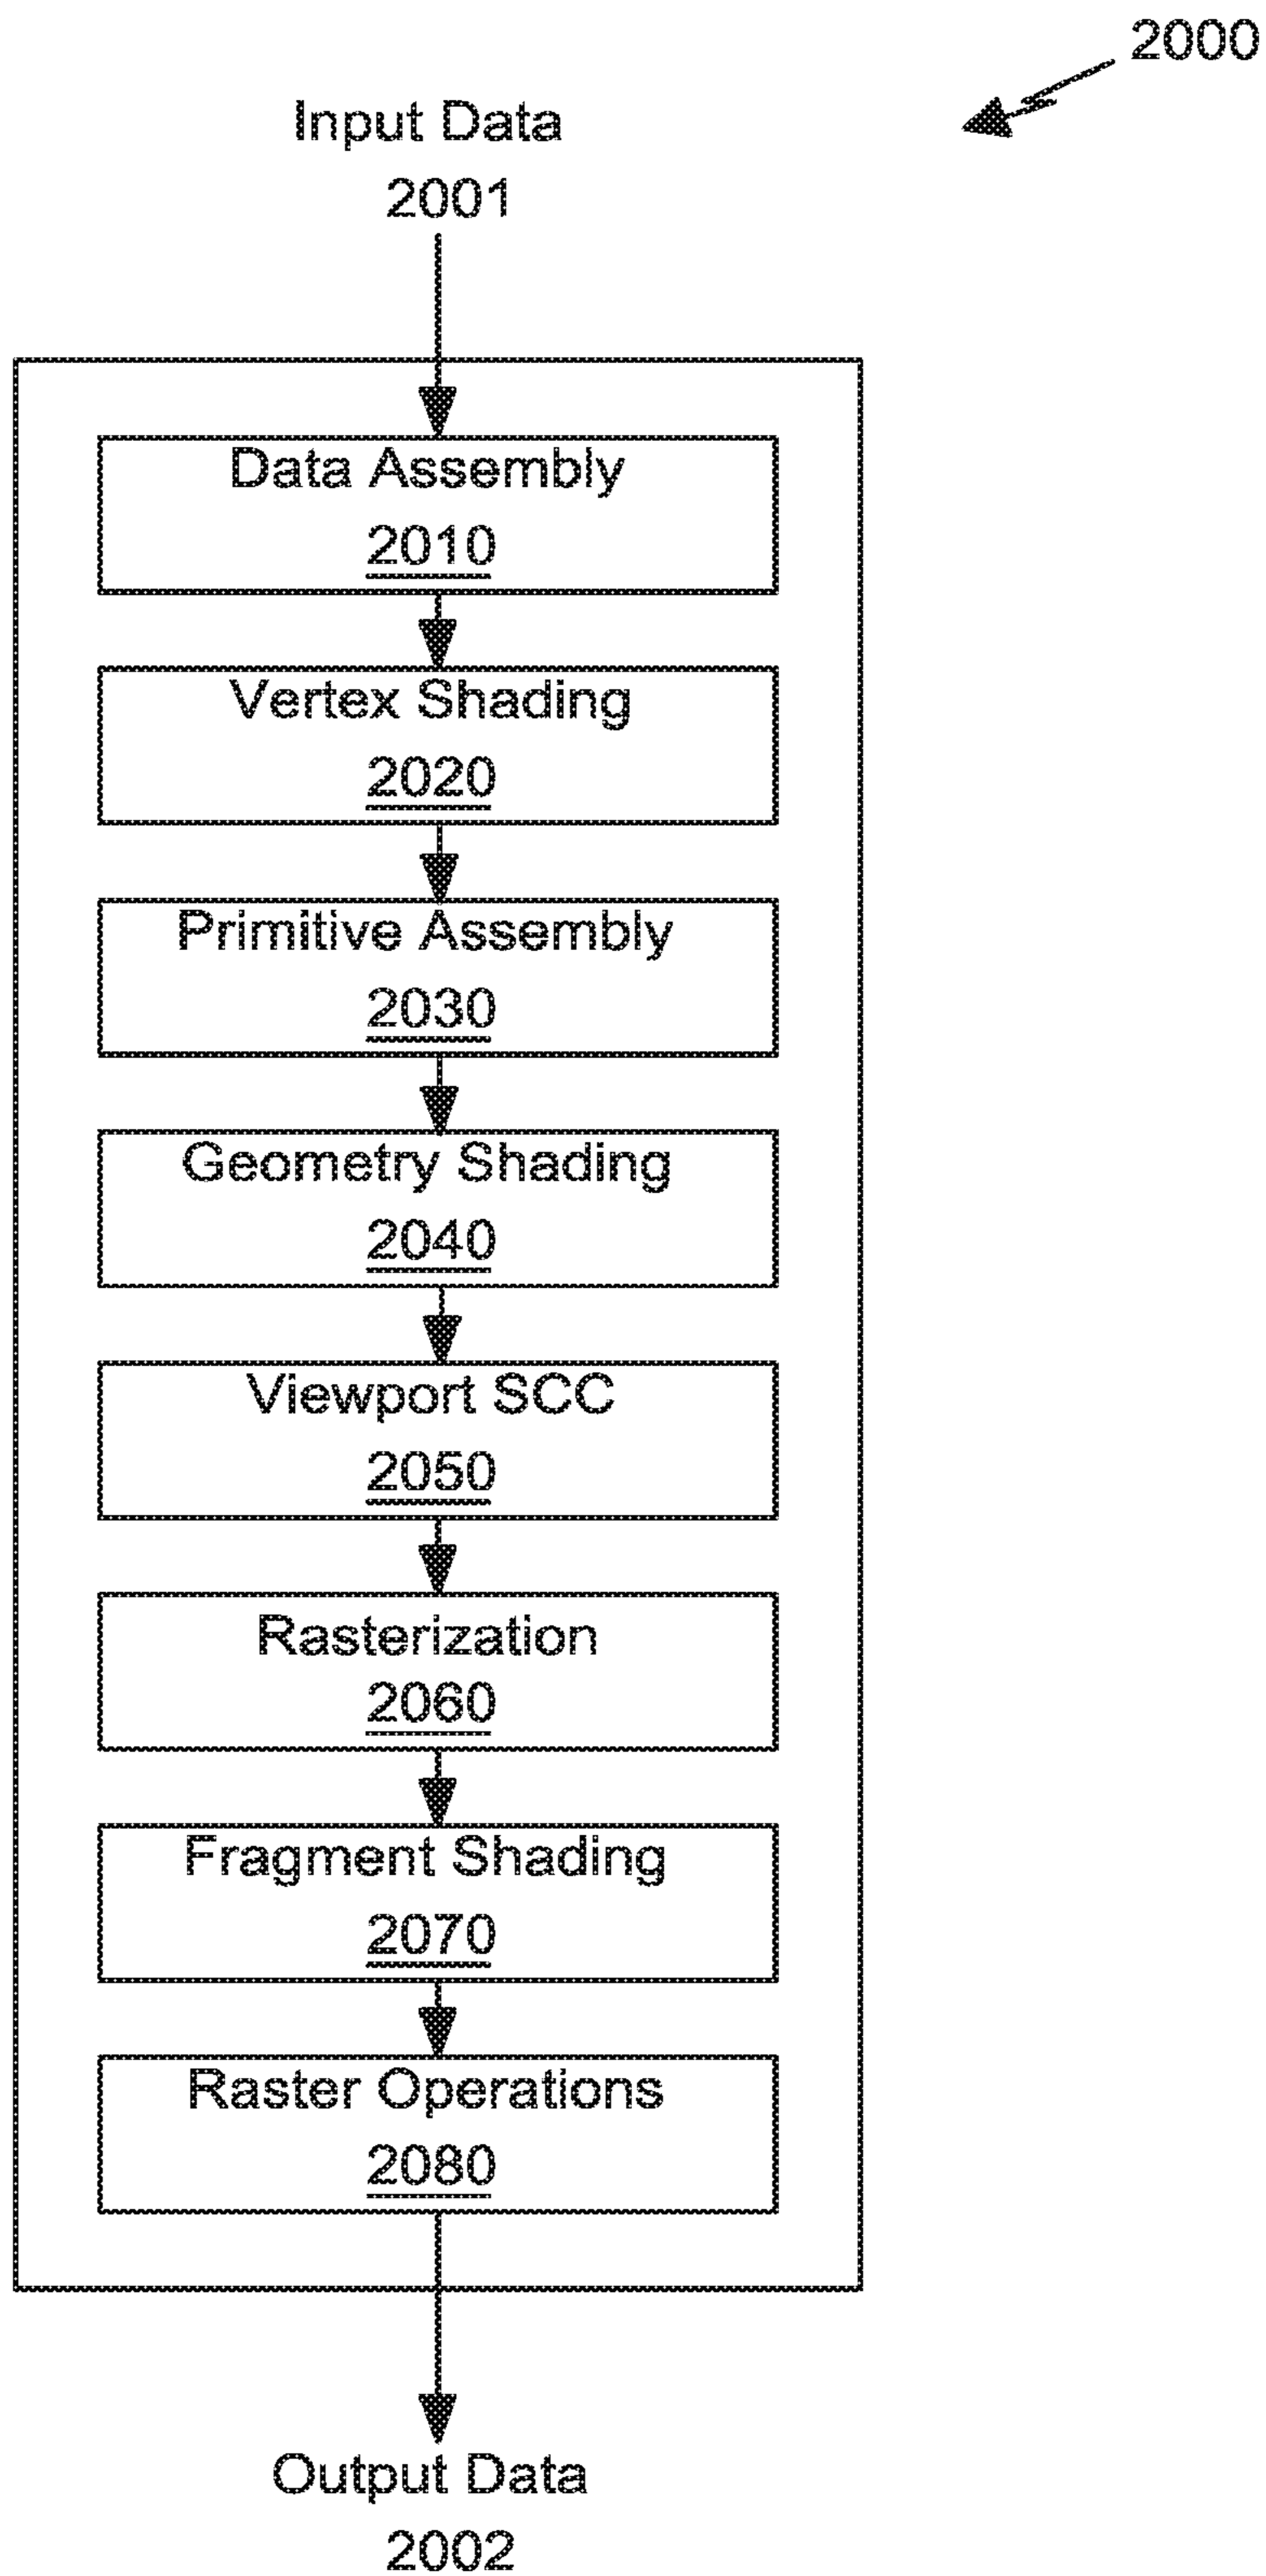 2000
Input Data
2001
Data Assembly
2010
Vertex Shading
2020
Primitive Assembly
2030
Geometry Shading
2040
Viewport SCC
2050
Rasterization
2060
Fragment Shading
2070
Raster Operations
2080
Output Data
2002